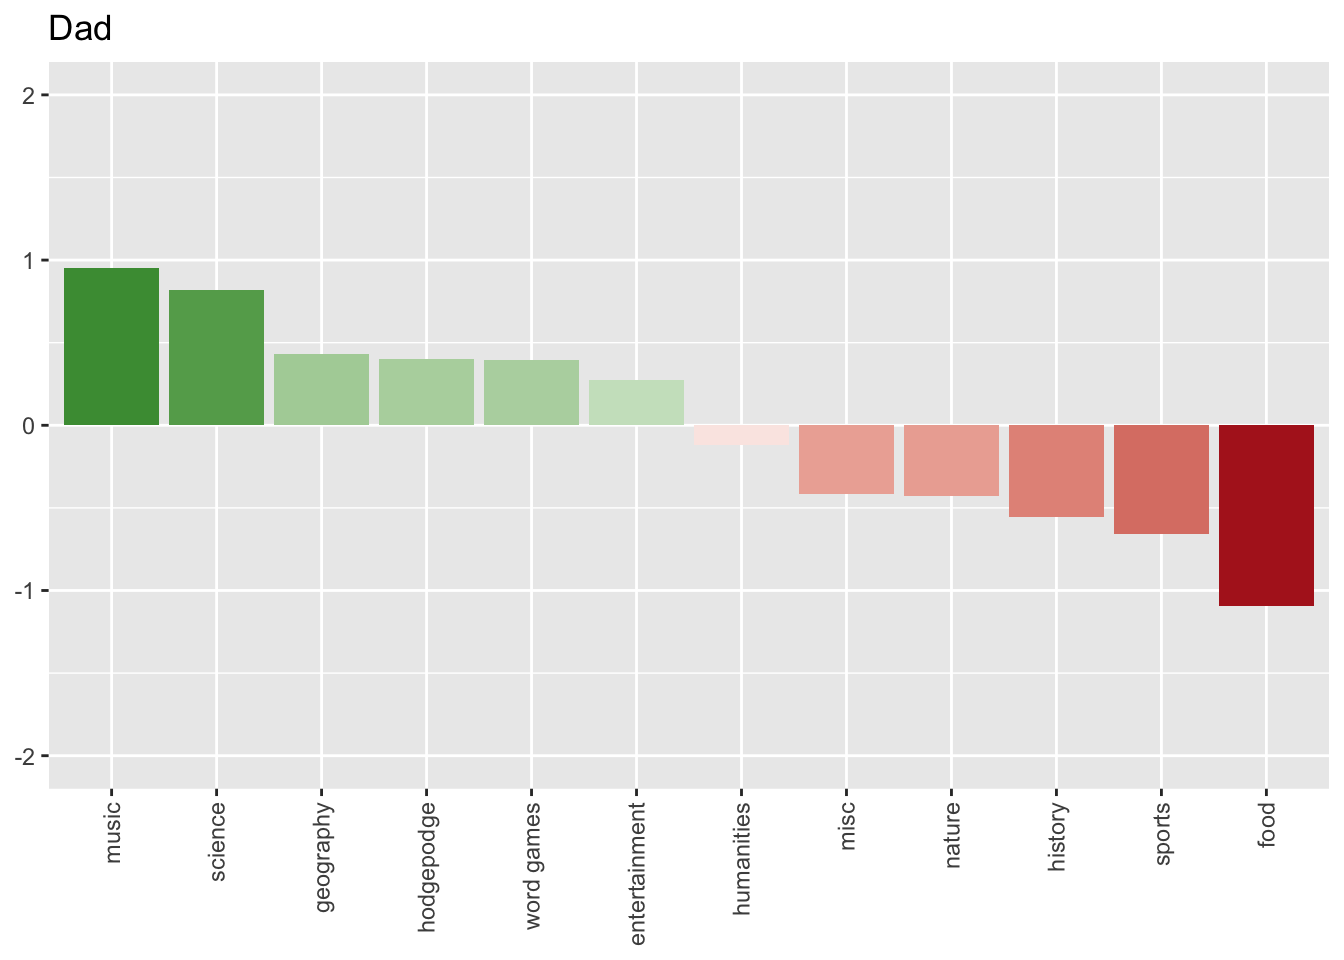 Dad
2
1
0
-1
-2
music
science
geography
hodgepodge
word games
entertainment
humanities
misc
nature
history
sports
food